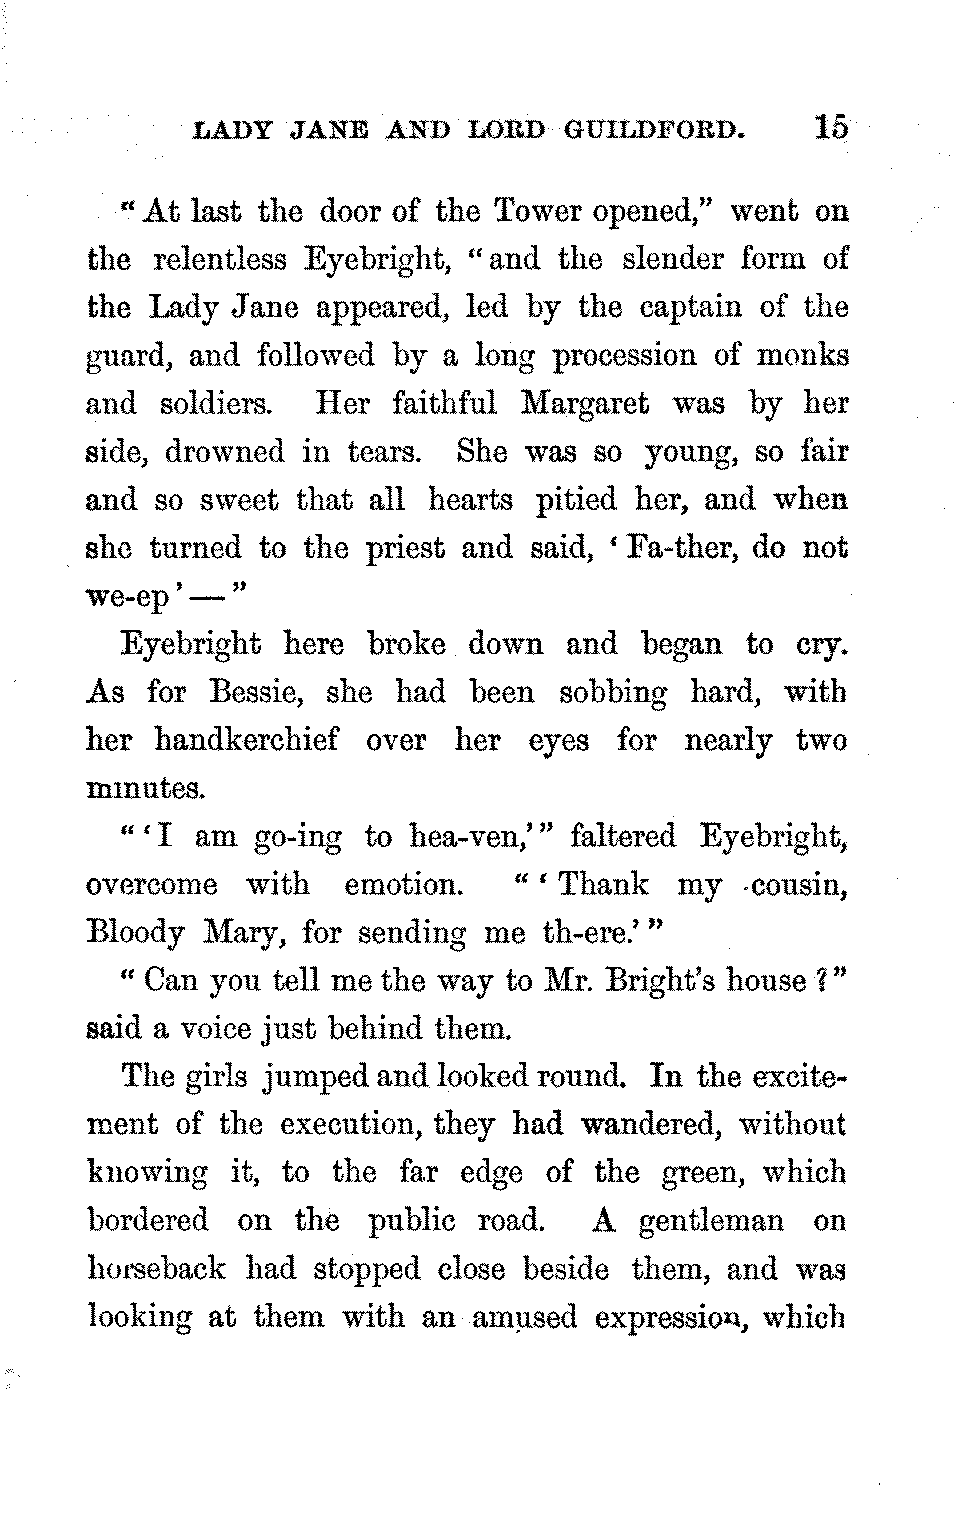 LADY JANE AND LORD GUILDFORD. 15
“At last the door of the Tower opened,” went on
the relentless Eyebright, “and the slender form of
the Lady Jane appeared, led by the captain of the
guard, and followed by a long procession of monks
and soldiers. Her faithful Margaret was by her
side, drowned in tears. She was so young, so fair
and so sweet that all hearts pitied her, and when
she turned to the priest and said, ‘Fa-ther, do not
we-ep’—”
Eyebright here broke down and began to cry.
As for Bessie, she had been sobbing hard, with
her handkerchief over her eyes for nearly two
minutes.
“‘I am go-ing to hea-ven,’” faltered Eyebright,
overcome with emotion. “‘Thank my cousin,
Bloody Mary, for sending me th-ere.’”
“Can you tell me the way to Mr. Bright’s house?”
said a voice just behind them.
The girls jumped and looked round. In the excite-
ment of the execution, they had wandered, without
knowing it, to the far edge of the green, which
bordered on the public road. A gentleman on
horseback had stopped close beside them, and was
looking at them with an amused expression, which